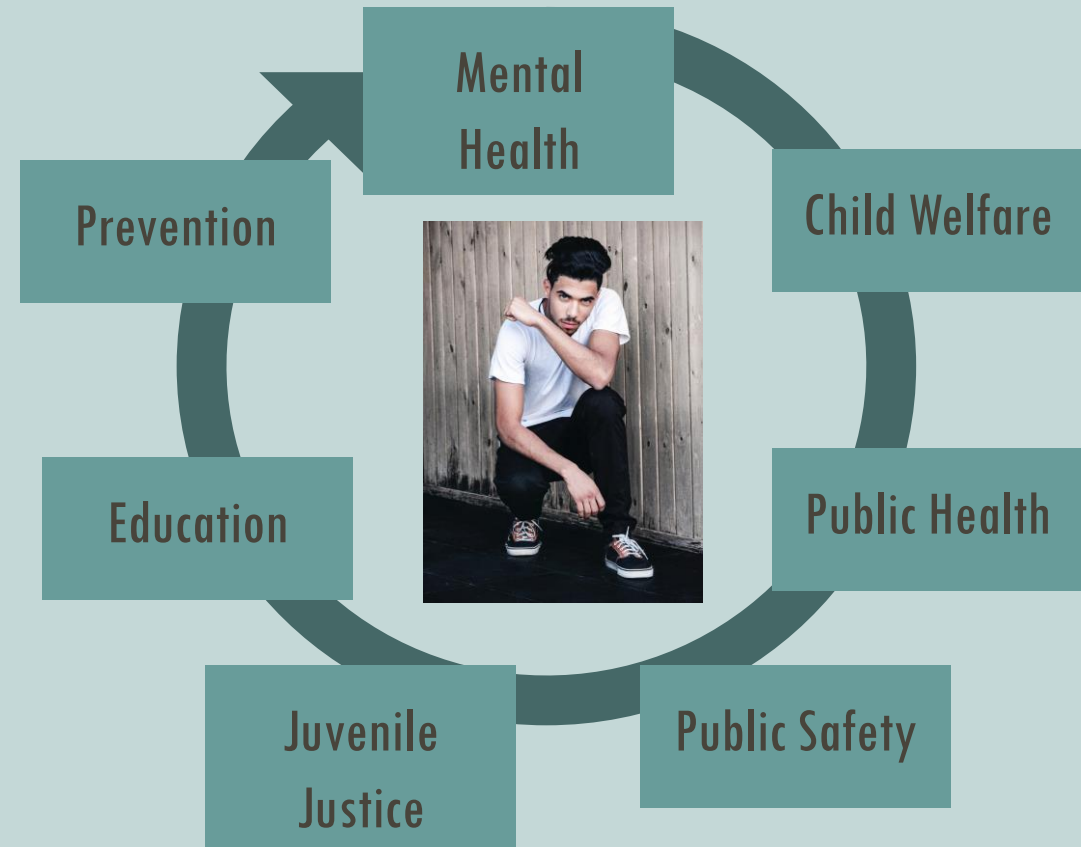 Mental
Health
Child Welfare
Public Health
Public Safety
Juvenile
Justice
Education
Prevention